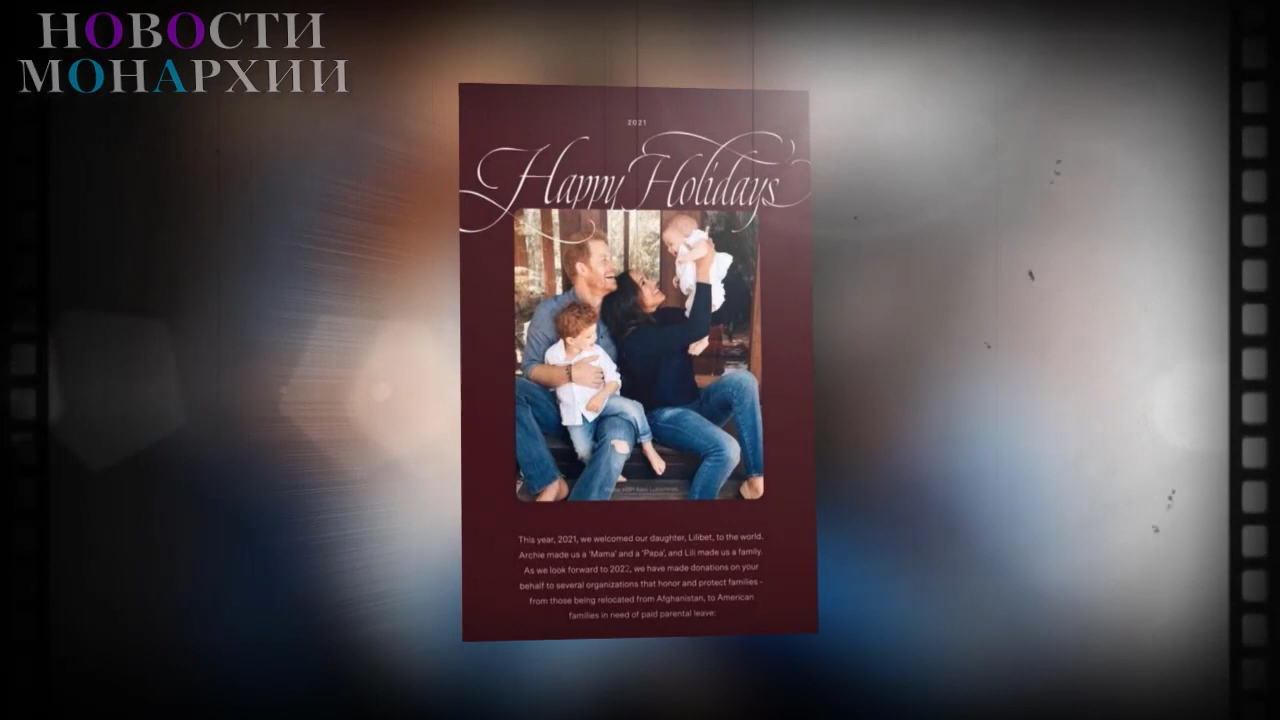 НОВОСТИ
МОНАРХИИ
2021
Happy Holidays
This year, 2021, we welcomed our daughter, Lilibet, to the world.
Archie made us a 'Mama' and a 'Papa', and Lili made us a family.
As we look forward to 2022, we have made donations on your
behalf to several organizations that honor and protect families -
from those being relocated from Afghanistan, to American
families in need of paid parental leave: